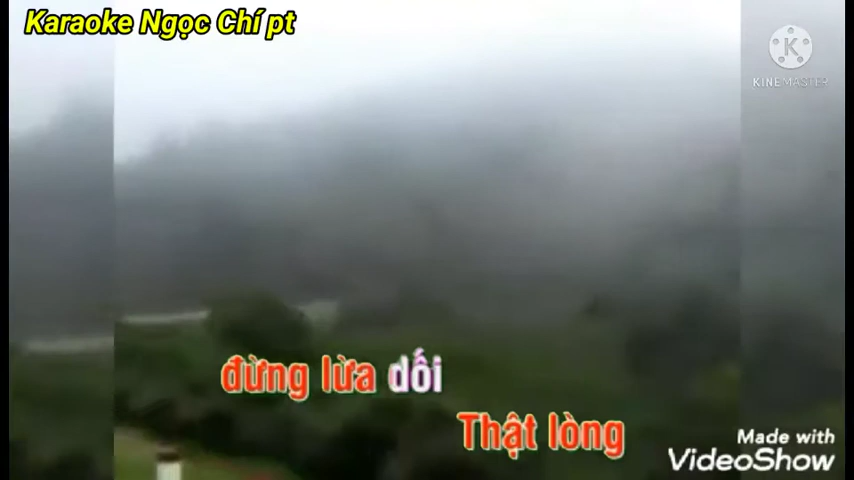 Karaoke Ngọc Chí pt
KINEMASTER
đừng lừa dối
Thật lòng
Made with
VideoShow